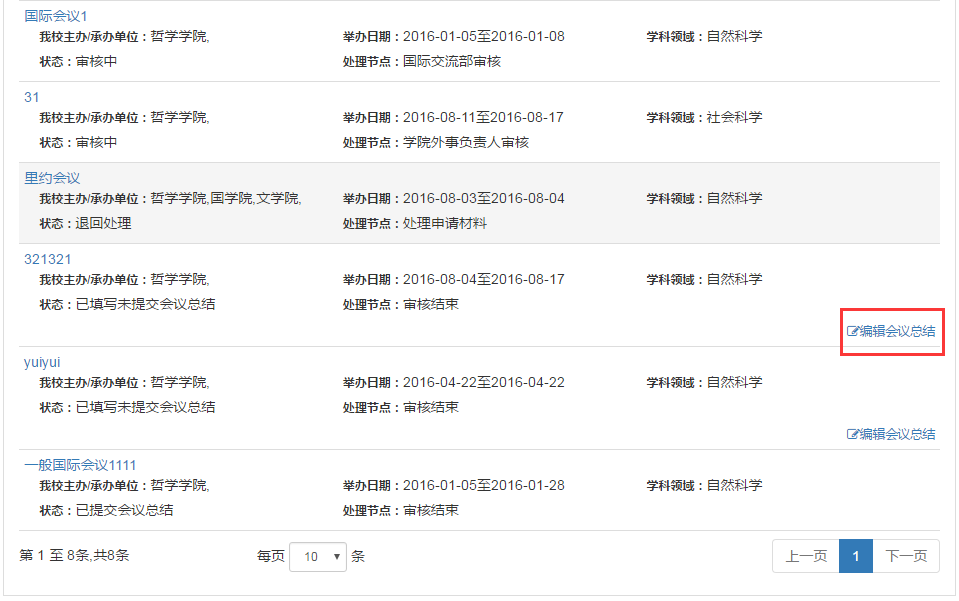 国际会议1
我校主办/承办单位：哲学学院, 举办日期：2016-01-05至2016-01-08 学科领域：自然科学
状态：审核中 处理节点：国际交流部审核
31
我校主办/承办单位：哲学学院, 举办日期：2016-08-11至2016-08-17 学科领域：社会科学
状态：审核中 处理节点：学院外事负责人审核
里约会议
我校主办/承办单位：哲学学院,国学院,文学院, 举办日期：2016-08-03至2016-08-04 学科领域：自然科学
状态：退回处理 处理节点：处理申请材料
321321
我校主办/承办单位：哲学学院, 举办日期：2016-08-04至2016-08-17 学科领域：自然科学
状态：已填写未提交会议总结 处理节点：审核结束
编辑会议总结
yuiyui
我校主办/承办单位：哲学学院, 举办日期：2016-04-22至2016-04-22 学科领域：自然科学
状态：已填写未提交会议总结 处理节点：审核结束
编辑会议总结
一般国际会议1111
我校主办/承办单位：哲学学院, 举办日期：2016-01-05至2016-01-28 学科领域：自然科学
状态：已提交会议总结 处理节点：审核结束
第 1 至 8条,共8条 每页 10 条 上一页 1 下一页